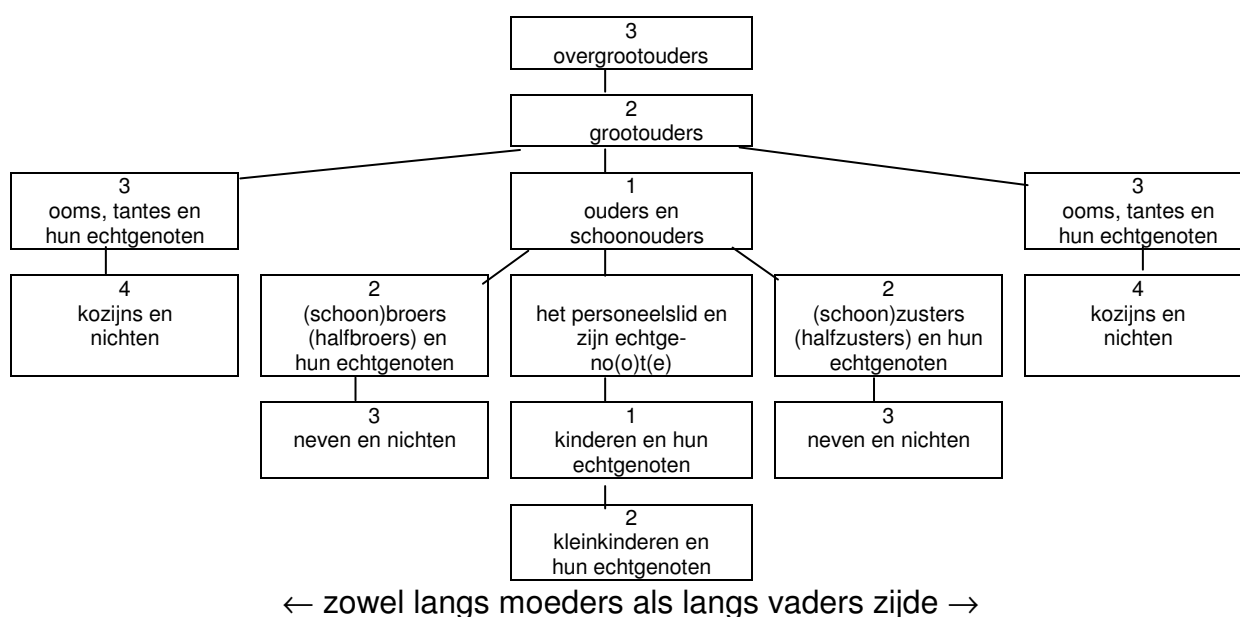 3
overgrootouders
2
grootouders
3
ooms, tantes en
hun echtgenoten
1
ouders en
schoonouders
3
ooms, tantes en
hun echtgenoten
4
kozijns en
nichten
2
(schoon)broers
(halfbroers) en
hun echtgenoten
het personeelslid en
zijn echtge-
no(o)t(e)
2
(schoon)zusters
(halfzusters) en hun
echtgenoten
4
kozijns en
nichten
3
neven en nichten
1
kinderen en hun
echtgenoten
3
neven en nichten
2
kleinkinderen en
hun echtgenoten
← zowel langs moeders als langs vaders zijde →